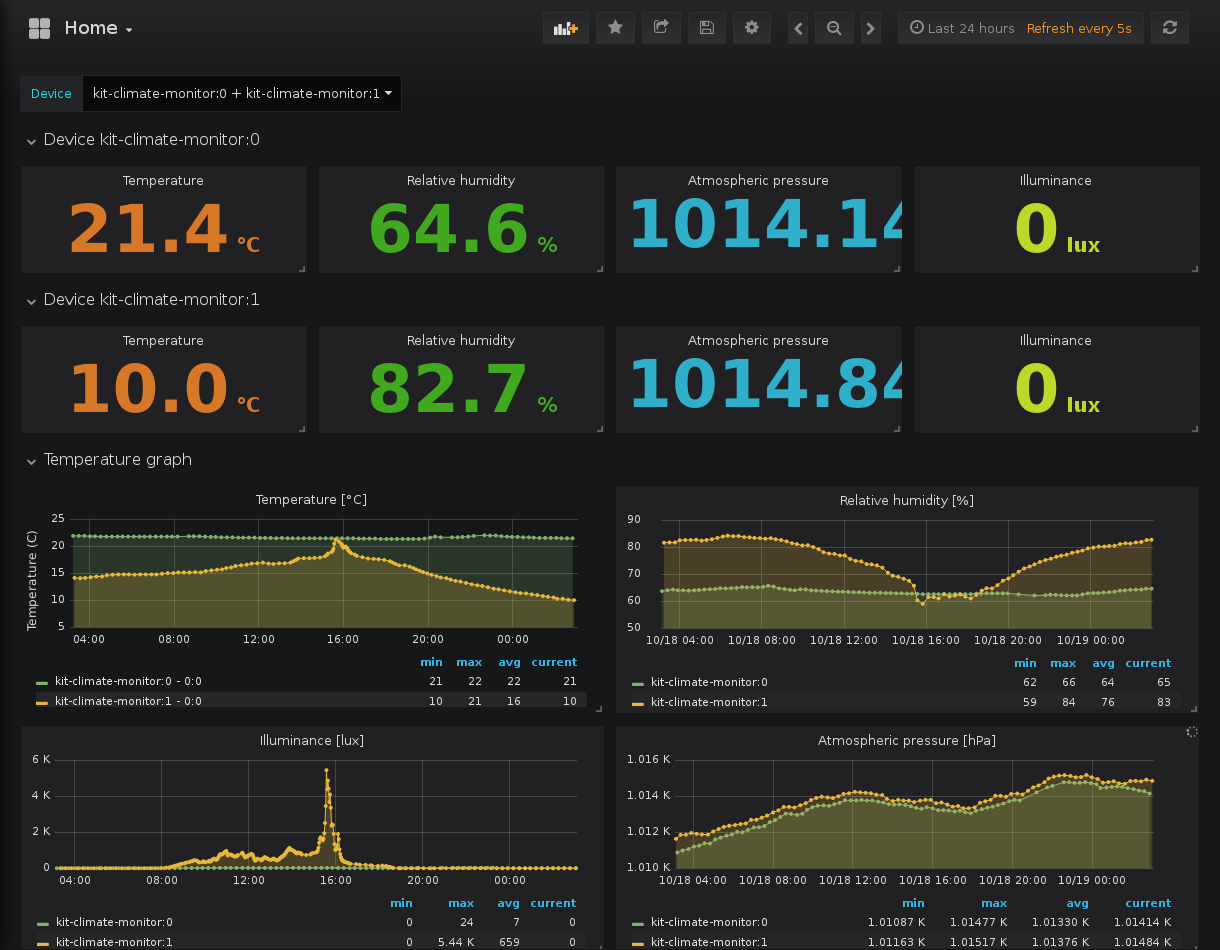 Home
Last 24 hours Refresh every 5s
Device kit-climate-monitor:0 + kit-climate-monitor:1
Device kit-climate-monitor:0
Temperature Relative humidity Atmospheric pressure Illuminance
21.4 °C 64.6 % 1014.14 0 lux
Device kit-climate-monitor:1
Temperature Relative humidity Atmospheric pressure Illuminance
10.0 °C 82.7 % 1014.84 0 lux
Temperature graph
Temperature [°C]
Temperature (C)
25
20
15
10
5
04:00 08:00 12:00 16:00 20:00 00:00
min max avg current
kit-climate-monitor:0 - 0:0 21 22 22 21
kit-climate-monitor:1 - 0:0 10 21 16 10
Relative humidity [%]
90
80
70
60
50
10/18 04:00 10/18 08:00 10/18 12:00 10/18 16:00 10/18 20:00 10/19 00:00
min max avg current
kit-climate-monitor:0 62 66 64 65
kit-climate-monitor:1 59 84 76 83
Illuminance [lux]
6 K
4 K
2 K
0
04:00 08:00 12:00 16:00 20:00 00:00
min max avg current
kit-climate-monitor:0 0 24 7 0
kit-climate-monitor:1 0 5.44 K 659 0
Atmospheric pressure [hPa]
1.016 K
1.014 K
1.012 K
1.010 K
10/18 04:00 10/18 08:00 10/18 12:00 10/18 16:00 10/18 20:00 10/19 00:00
min max avg current
kit-climate-monitor:0 1.01087 K 1.01477 K 1.01330 K 1.01414 K
kit-climate-monitor:1 1.01163 K 1.01517 K 1.01376 K 1.01484 K